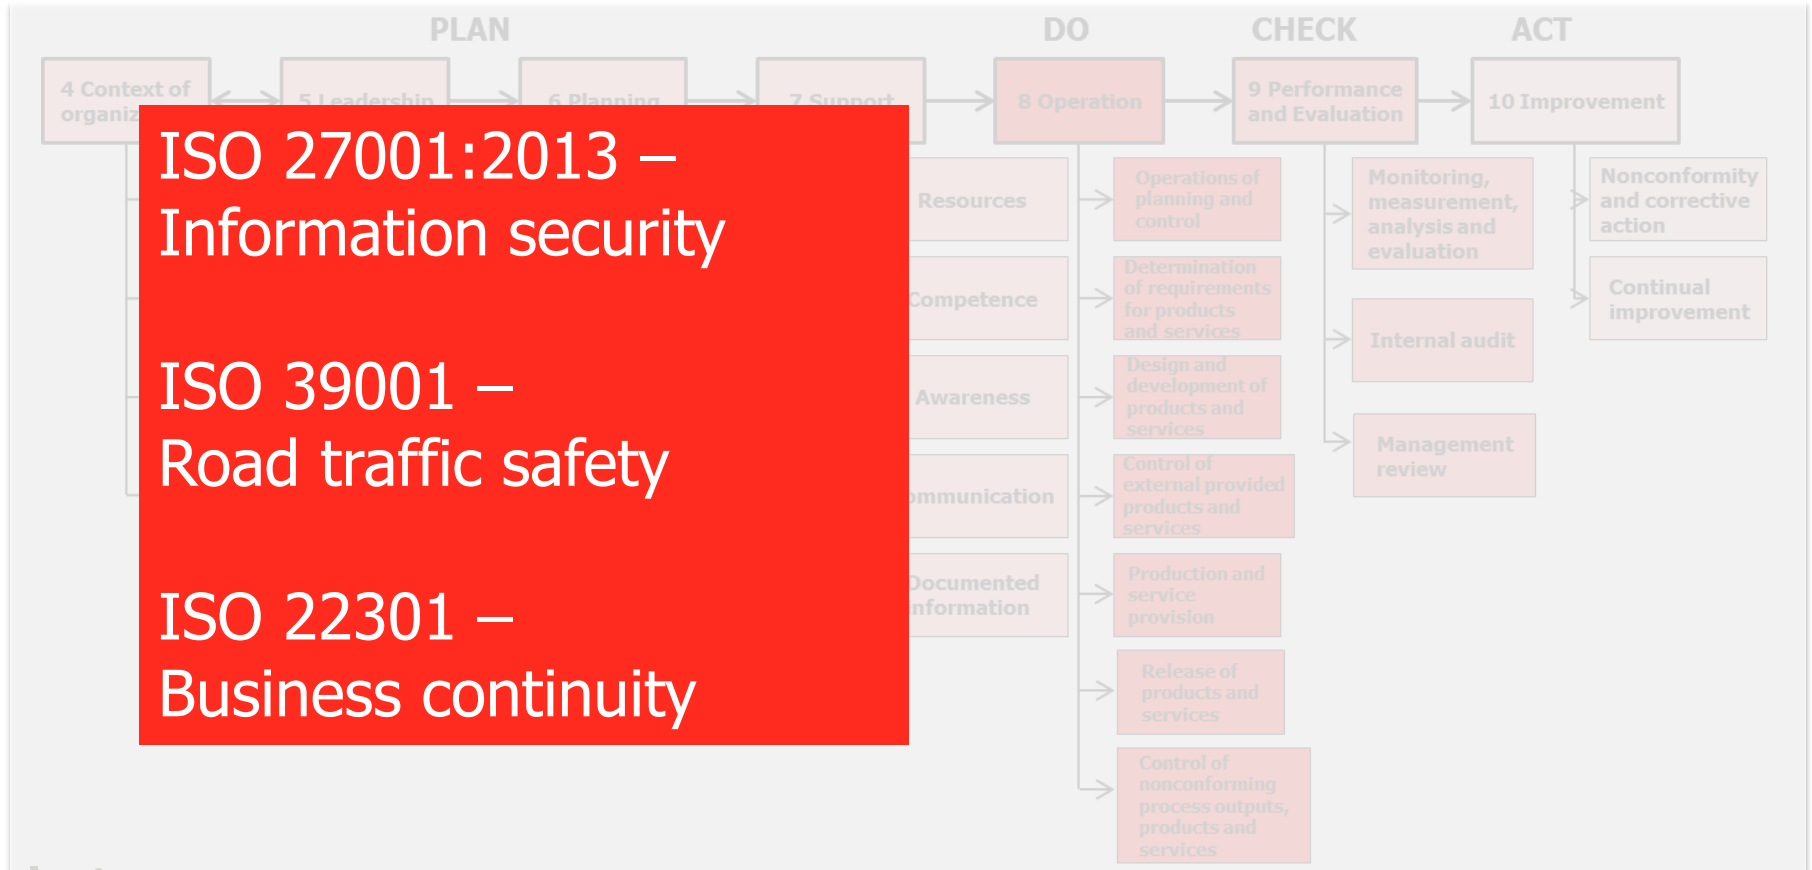 PLAN
DO
CHECK
ACT
4 Context of
5 Leadership
6 Planning
7 Support
8 Operation
9 Performance
and Evaluation
10 Improvement
ISO 27001:2013 –
Information security
ISO 39001 –
Road traffic safety
ISO 22301 –
Business continuity
Resources
Competence
Awareness
Documented
information
Operations of
planning and
control
Determination
of requirements
for products
and services
Design and
development of
products and
services
Control of
external provided
products and
services
Production and
service
provision
Release of
products and
services
Control of
nonconforming
process outputs,
products and
services
Monitoring,
measurement,
analysis and
evaluation
Internal audit
Management
review
Nonconformity
and corrective
action
Continual
improvement